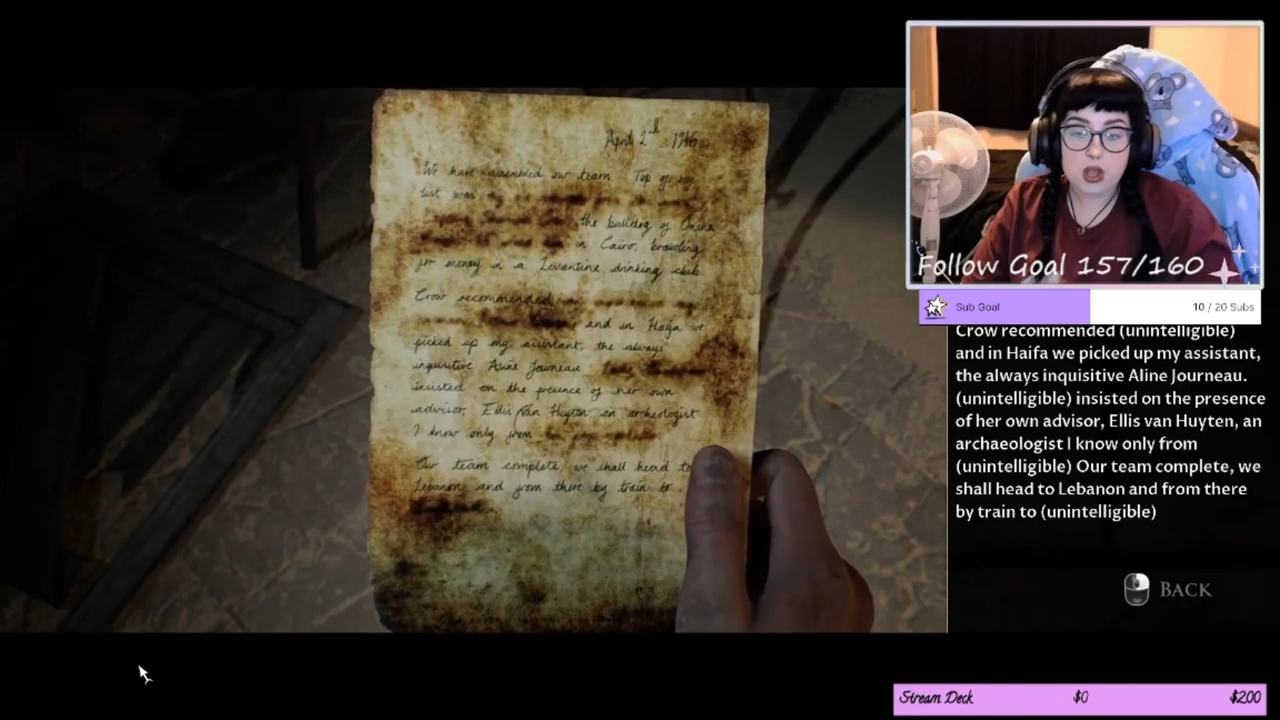 April 2nd 1946
We have assembled our team. Top of my
list was
the bulldog of Omaha
in Cairo, brawling
for money in a Levantine drinking club
Crow recommended
and in Haifa we
picked up my assistant, the always
inquisitive Aline Journeau
insisted on the presence of her own
advisor, Ellis van Huyten, an archeologist
I know only from
Our team complete, we shall head to
Lebanon and from there by train to
Follow Goal 157/160
Sub Goal 10 / 20 Subs
Crow recommended (unintelligible)
and in Haifa we picked up my assistant,
the always inquisitive Aline Journeau.
(unintelligible) insisted on the presence
of her own advisor, Ellis van Huyten, an
archaeologist I know only from
(unintelligible) Our team complete, we
shall head to Lebanon and from there
by train to (unintelligible)
BACK
Stream Deck $0 $200